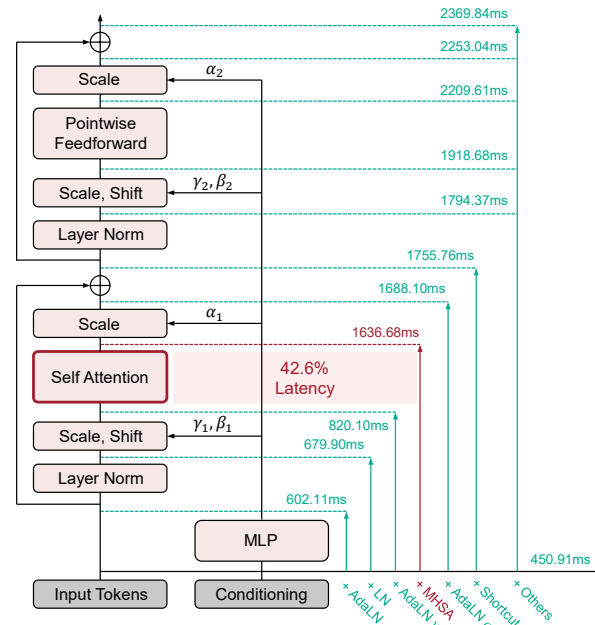 2369.84ms
2253.04ms
Scale
α₂
2209.61ms
Pointwise
Feedforward
1918.68ms
Scale, Shift
γ₂, β₂
1794.37ms
Layer Norm
1755.76ms
1688.10ms
Scale
α₁
1636.68ms
Self Attention
42.6%
Latency
820.10ms
Scale, Shift
γ₁, β₁
679.90ms
Layer Norm
602.11ms
MLP
450.91ms
Input Tokens
Conditioning
+ AdaLN
+ LN
+ AdaLN
+ MHSA
+ AdaLN
+ Shortcut
+ Others